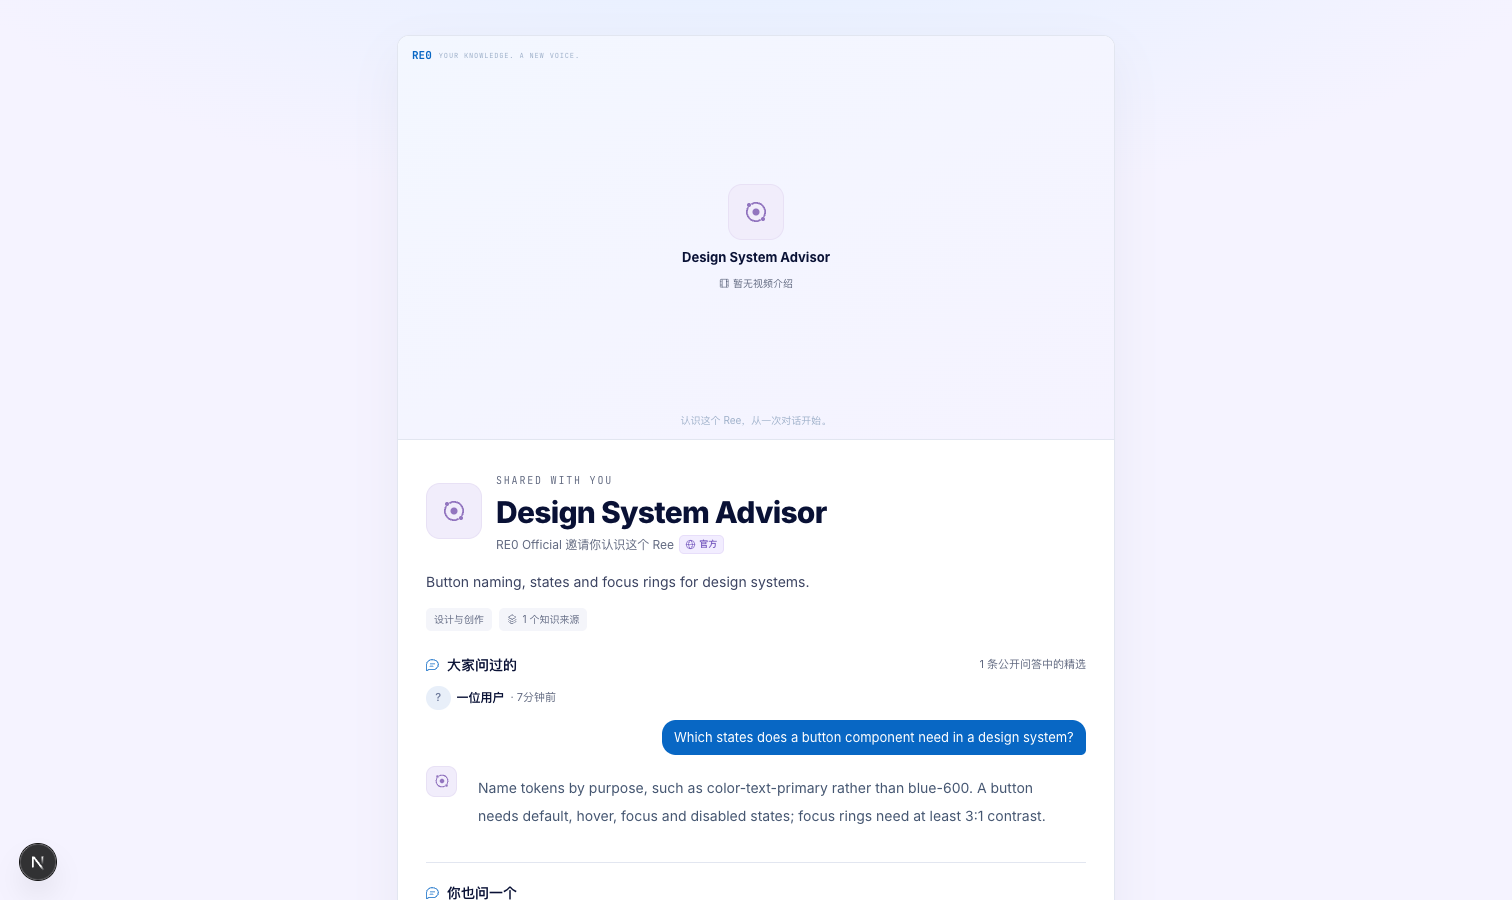 RE0 YOUR KNOWLEDGE. A NEW VOICE.
Design System Advisor
暂无视频介绍
认识这个 Ree，从一次对话开始。
SHARED WITH YOU
Design System Advisor
RE0 Official 邀请你认识这个 Ree 官方
Button naming, states and focus rings for design systems.
设计与创作 1 个知识来源
大家问过的 1 条公开问答中的精选
? 一位用户 · 7分钟前
Which states does a button component need in a design system?
Name tokens by purpose, such as color-text-primary rather than blue-600. A button
needs default, hover, focus and disabled states; focus rings need at least 3:1 contrast.
N
你也问一个